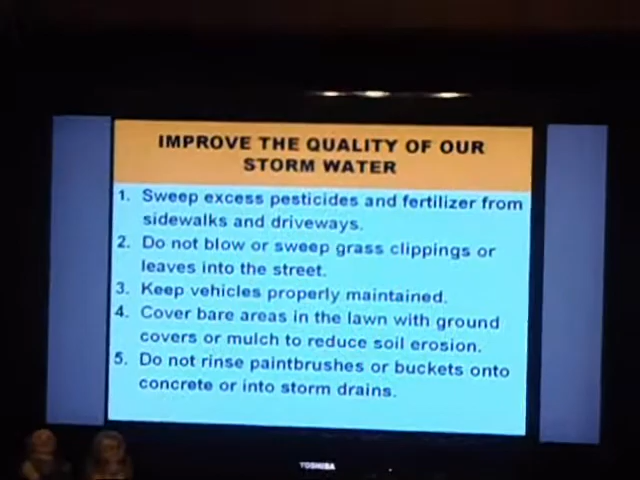 IMPROVE THE QUALITY OF OUR
STORM WATER
1. Sweep excess pesticides and fertilizer from
sidewalks and driveways.
2. Do not blow or sweep grass clippings or
leaves into the street.
3. Keep vehicles properly maintained.
4. Cover bare areas in the lawn with ground
covers or mulch to reduce soil erosion.
5. Do not rinse paintbrushes or buckets onto
concrete or into storm drains.
TOSHIBA